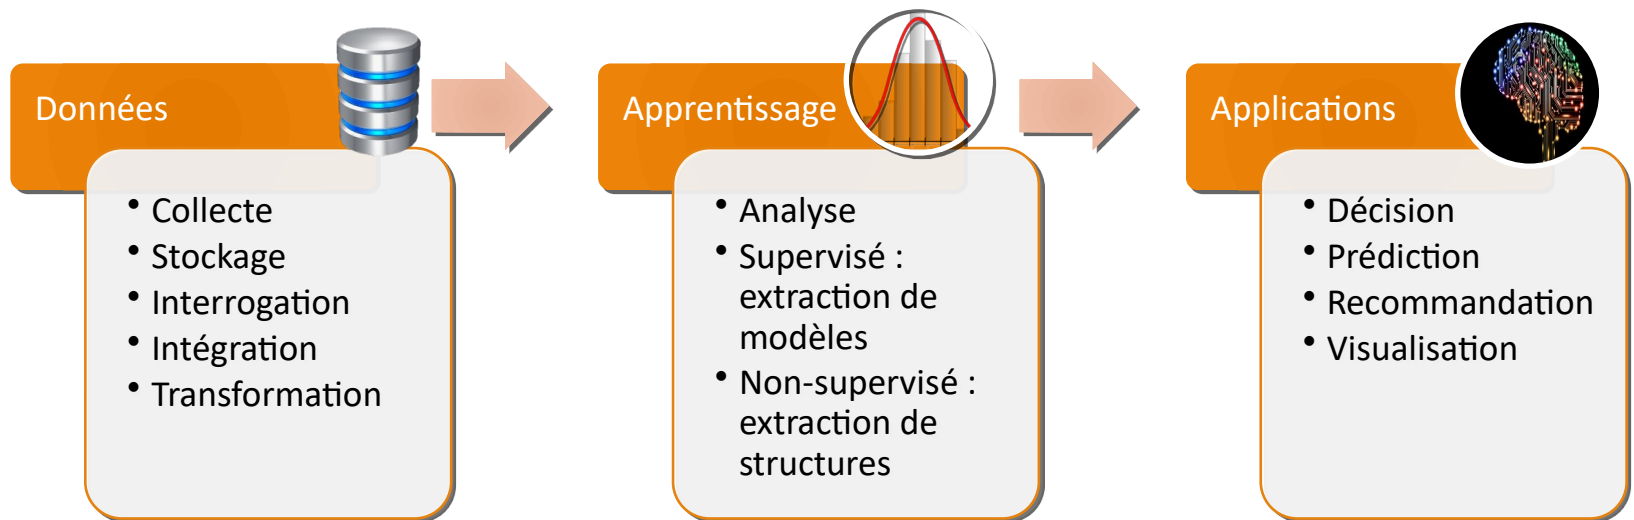 Données
• Collecte
• Stockage
• Interrogation
• Intégration
• Transformation
Apprentissage
• Analyse
• Supervisé :
extraction de
modèles
• Non-supervisé :
extraction de
structures
Applications
• Décision
• Prédiction
• Recommandation
• Visualisation